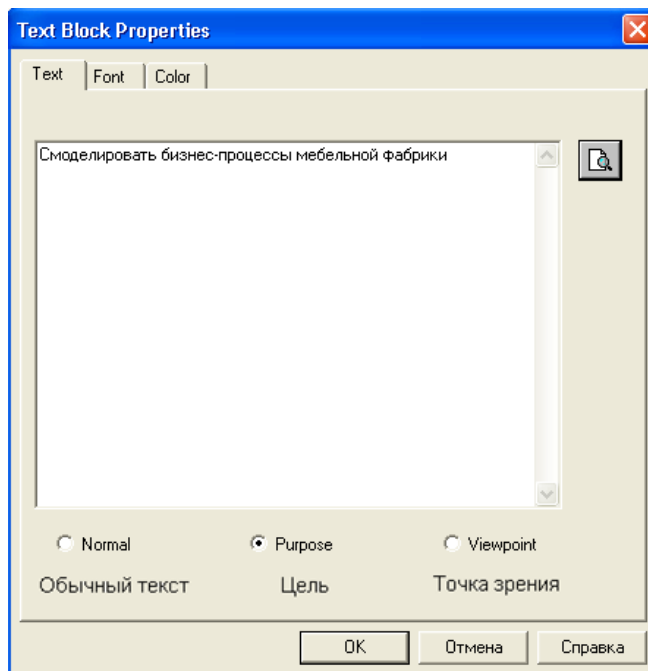 Text Block Properties
Text Font Color
Смоделировать бизнес-процессы мебельной фабрики
Normal Purpose Viewpoint
Обычный текст Цель Точка зрения
OK Отмена Справка